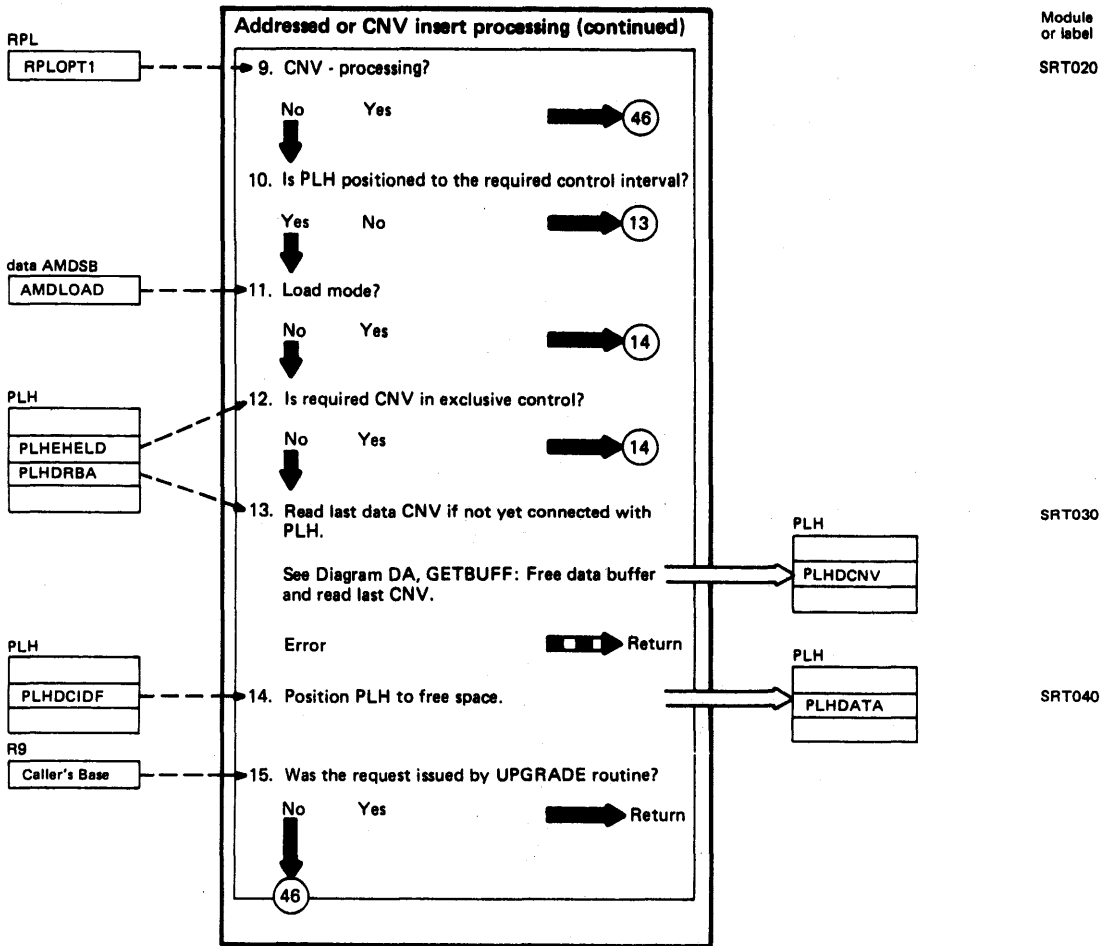 Addressed or CNV insert processing (continued)
Module
or label
RPL
RPLOPT1
9. CNV - processing?
SRT020
No Yes
46
10. Is PLH positioned to the required control interval?
Yes No
13
data AMDSB
AMDLOAD
11. Load mode?
No Yes
14
PLH
12. Is required CNV in exclusive control?
PLHEHELD
PLHDRBA
No Yes
14
13. Read last data CNV if not yet connected with
PLH.
SRT030
PLH
See Diagram DA, GETBUFF: Free data buffer
and read last CNV.
PLHDCNV
Error Return
PLH
PLHDCIDF
14. Position PLH to free space.
PLH
PLHDATA
SRT040
R9
Caller's Base
15. Was the request issued by UPGRADE routine?
No Yes Return
46